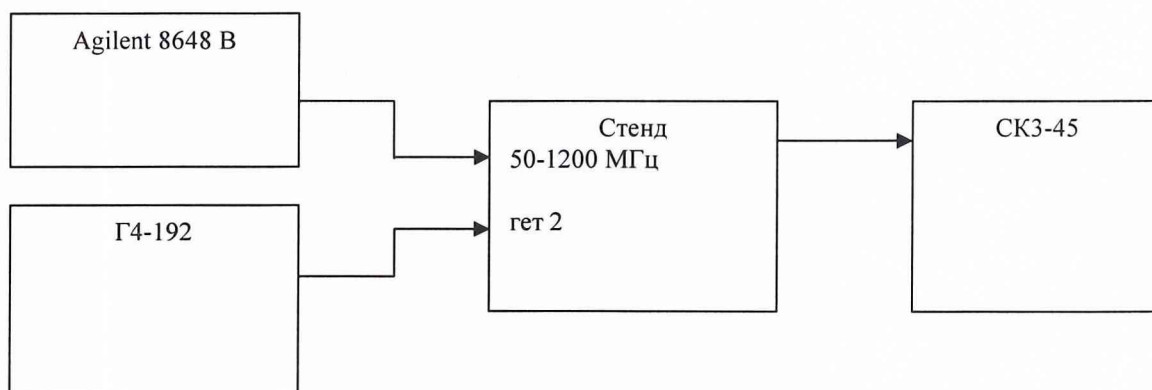 Agilent 8648 В
Г4-192
Стенд
50-1200 МГц
гет 2
СК3-45